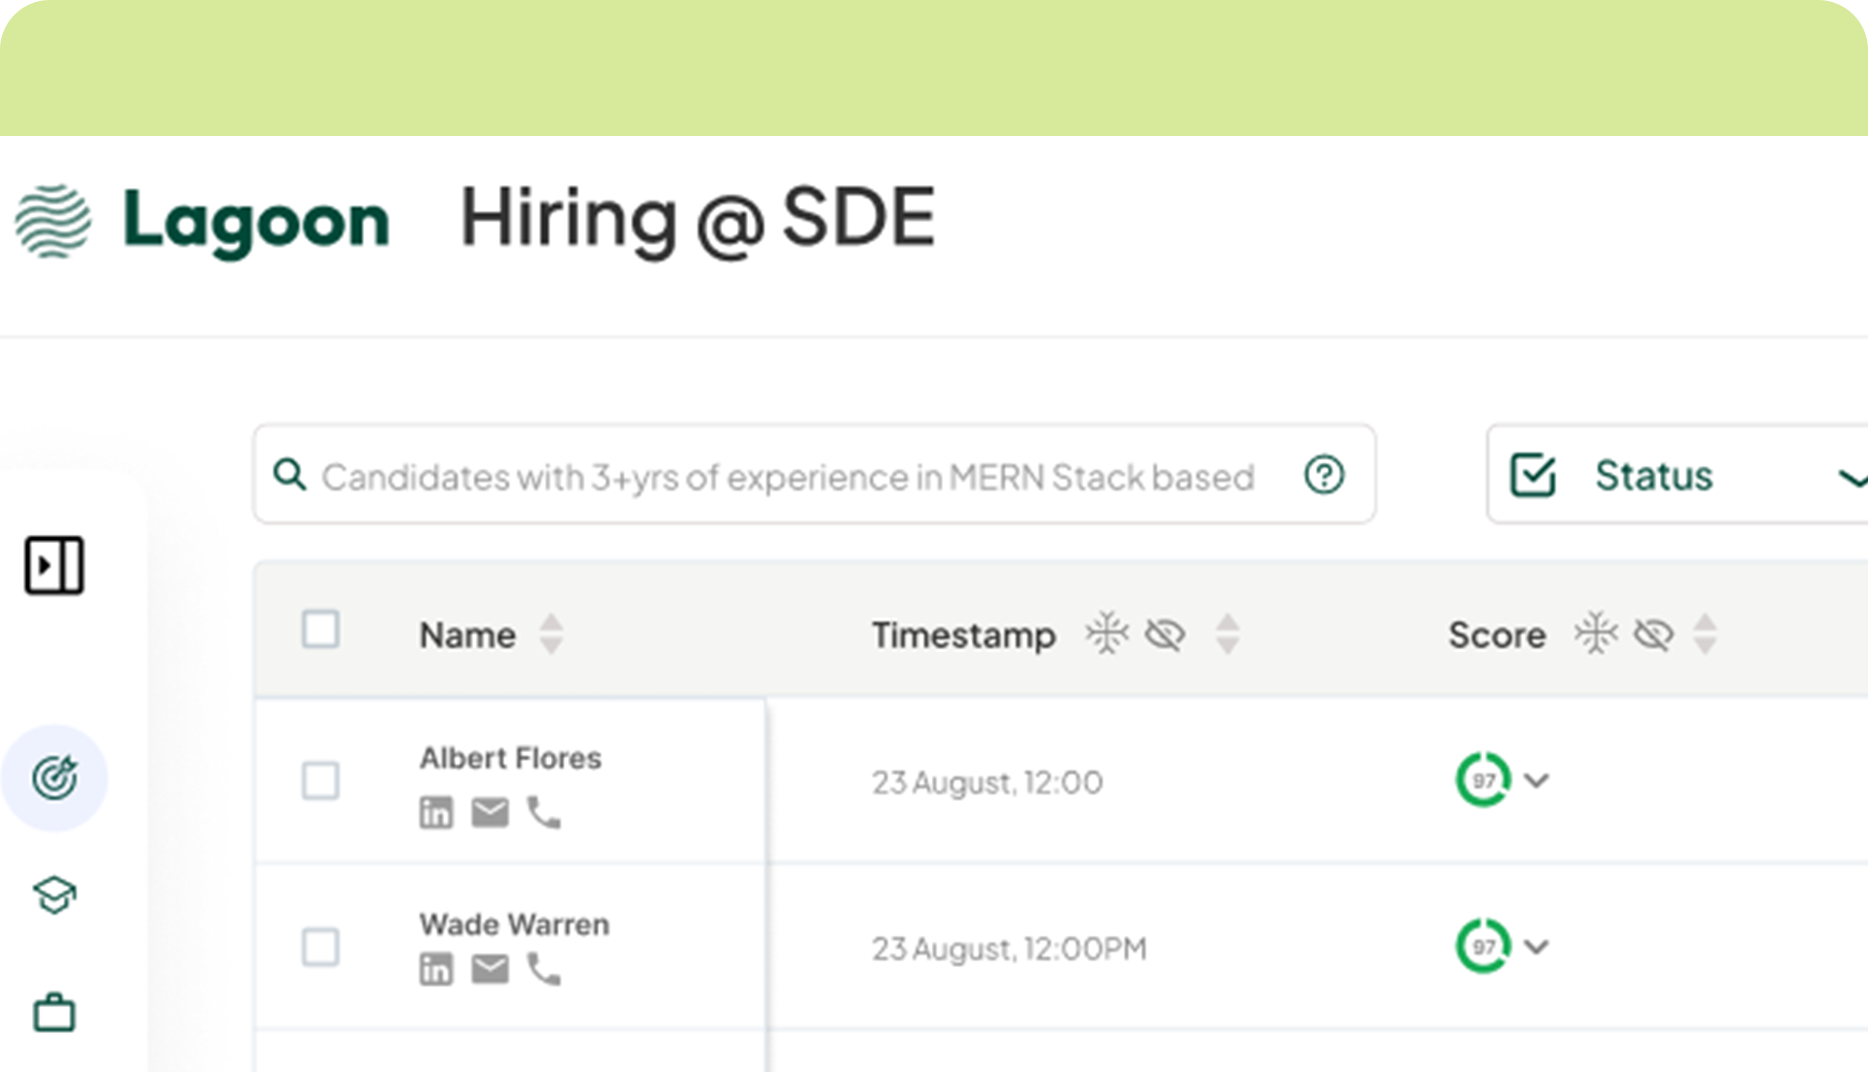 Lagoon Hiring @ SDE
Candidates with 3+yrs of experience in MERN Stack based
Status
Name Timestamp Score
Albert Flores
23 August, 12:00 97
Wade Warren
23 August, 12:00PM 97